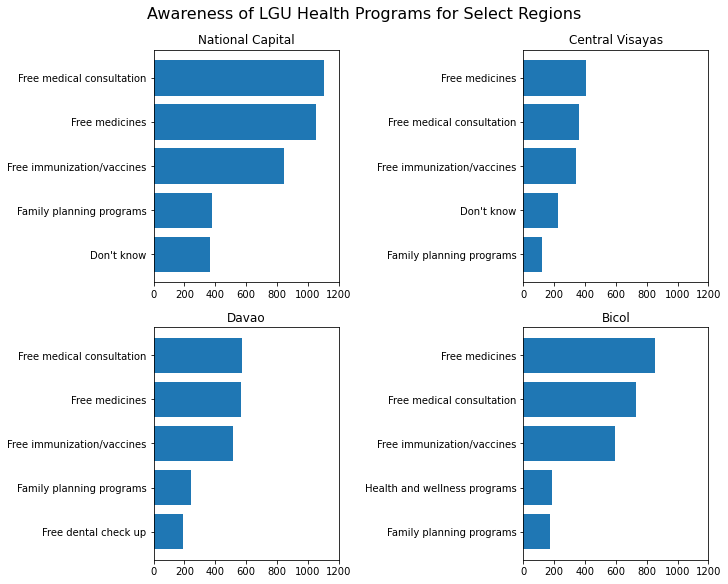 Awareness of LGU Health Programs for Select Regions
National Capital
Free medical consultation
Free medicines
Free immunization/vaccines
Family planning programs
Don't know
0 200 400 600 800 1000 1200
Central Visayas
Free medicines
Free medical consultation
Free immunization/vaccines
Don't know
Family planning programs
0 200 400 600 800 1000 1200
Davao
Free medical consultation
Free medicines
Free immunization/vaccines
Family planning programs
Free dental check up
0 200 400 600 800 1000 1200
Bicol
Free medicines
Free medical consultation
Free immunization/vaccines
Health and wellness programs
Family planning programs
0 200 400 600 800 1000 1200